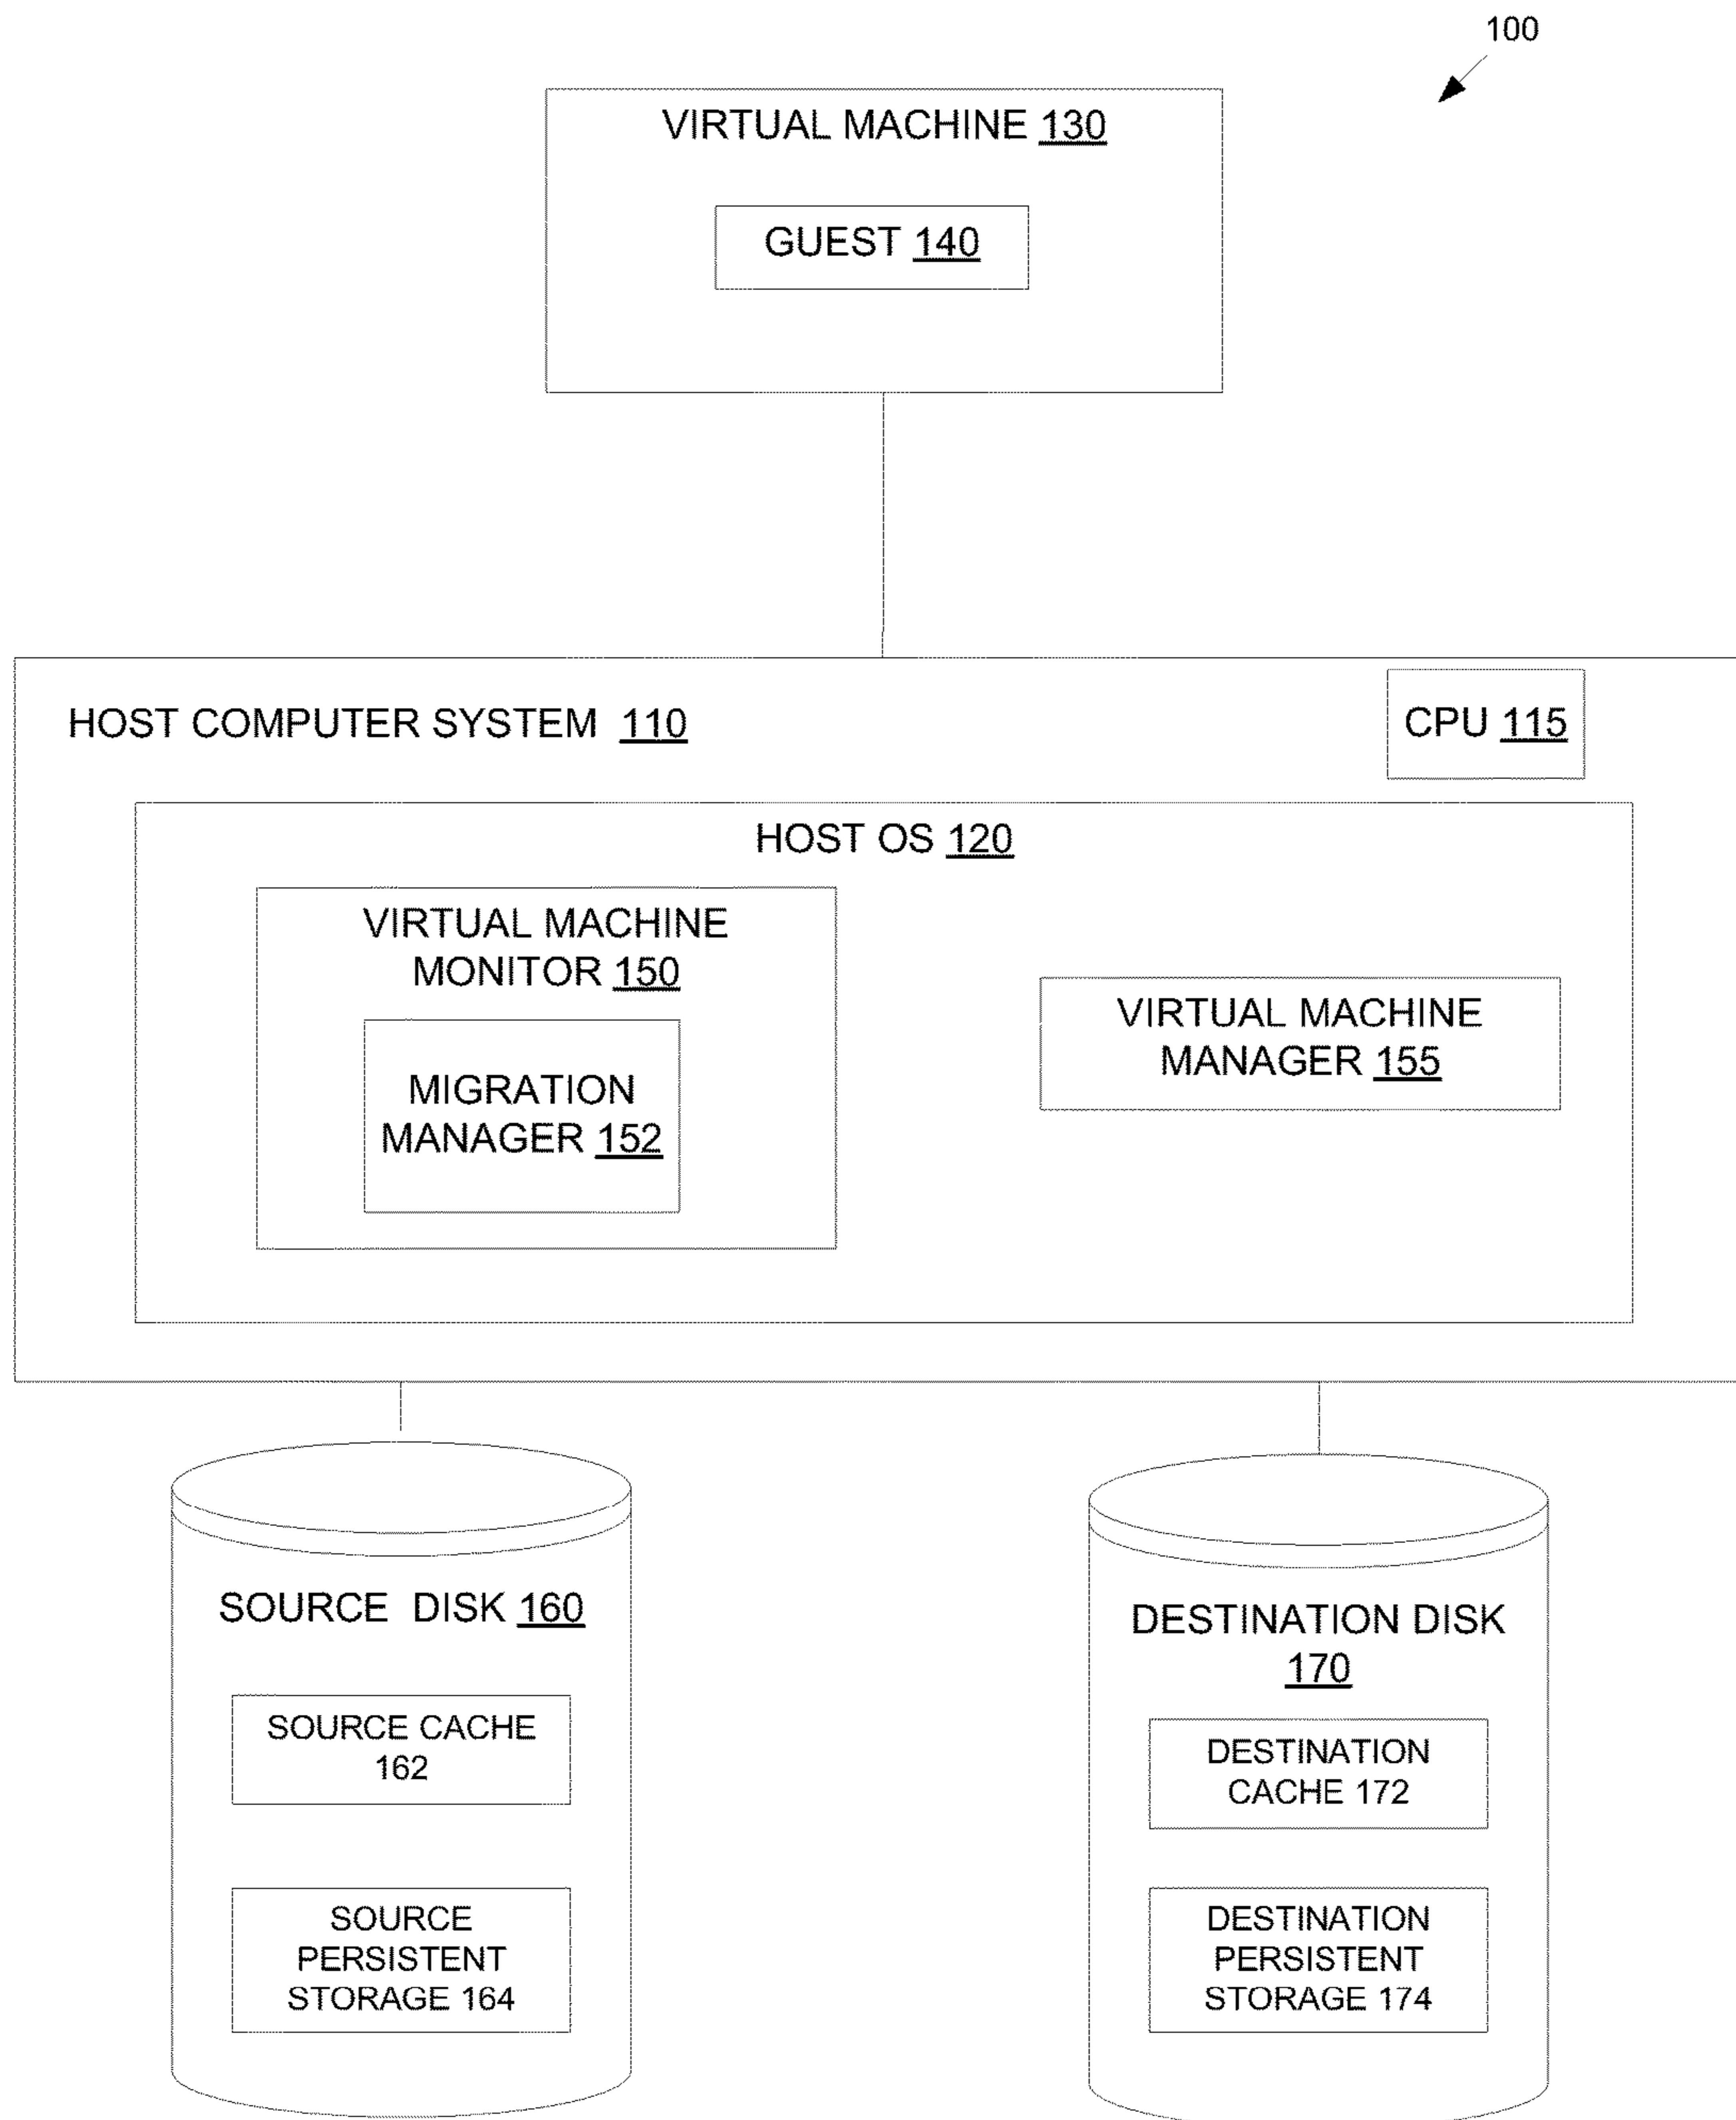 100
VIRTUAL MACHINE 130
GUEST 140
HOST COMPUTER SYSTEM 110
CPU 115
HOST OS 120
VIRTUAL MACHINE
MONITOR 150
MIGRATION
MANAGER 152
VIRTUAL MACHINE
MANAGER 155
SOURCE DISK 160
SOURCE CACHE
162
SOURCE
PERSISTENT
STORAGE 164
DESTINATION DISK
170
DESTINATION
CACHE 172
DESTINATION
PERSISTENT
STORAGE 174